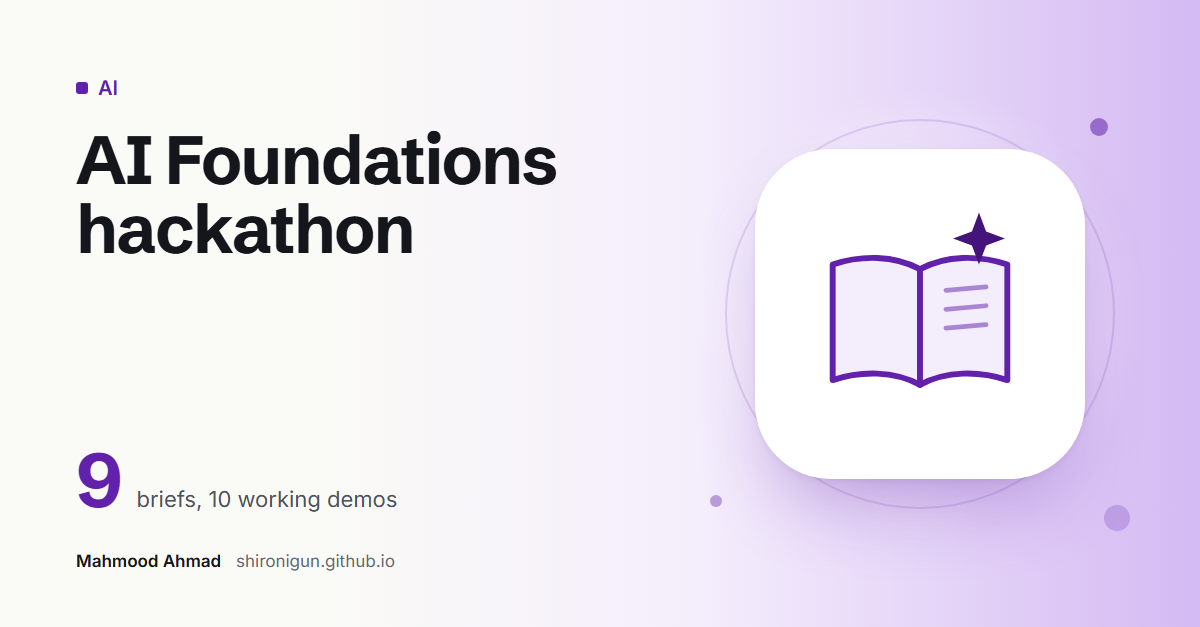 AI
AI Foundations
hackathon
9 briefs, 10 working demos
Mahmood Ahmad shironigun.github.io